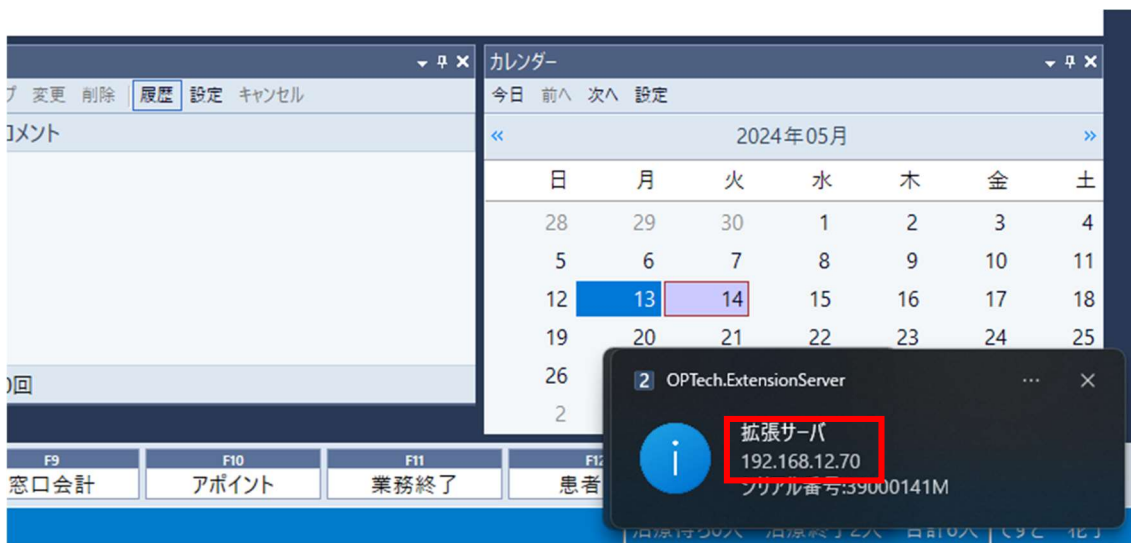 カレンダー
プ 変更 削除 履歴 設定 キャンセル
今日 前へ 次へ 設定
コメント
« 2024年05月 »
日 月 火 水 木 金 土
28 29 30 1 2 3 4
5 6 7 8 9 10 11
12 13 14 15 16 17 18
19 20 21 22 23 24 25
26
2
0回
2 OPTech.ExtensionServer
拡張サーバ
192.168.12.70
シリアル番号:39000141M
F9 F10 F11 F12
窓口会計 アポイント 業務終了 患者